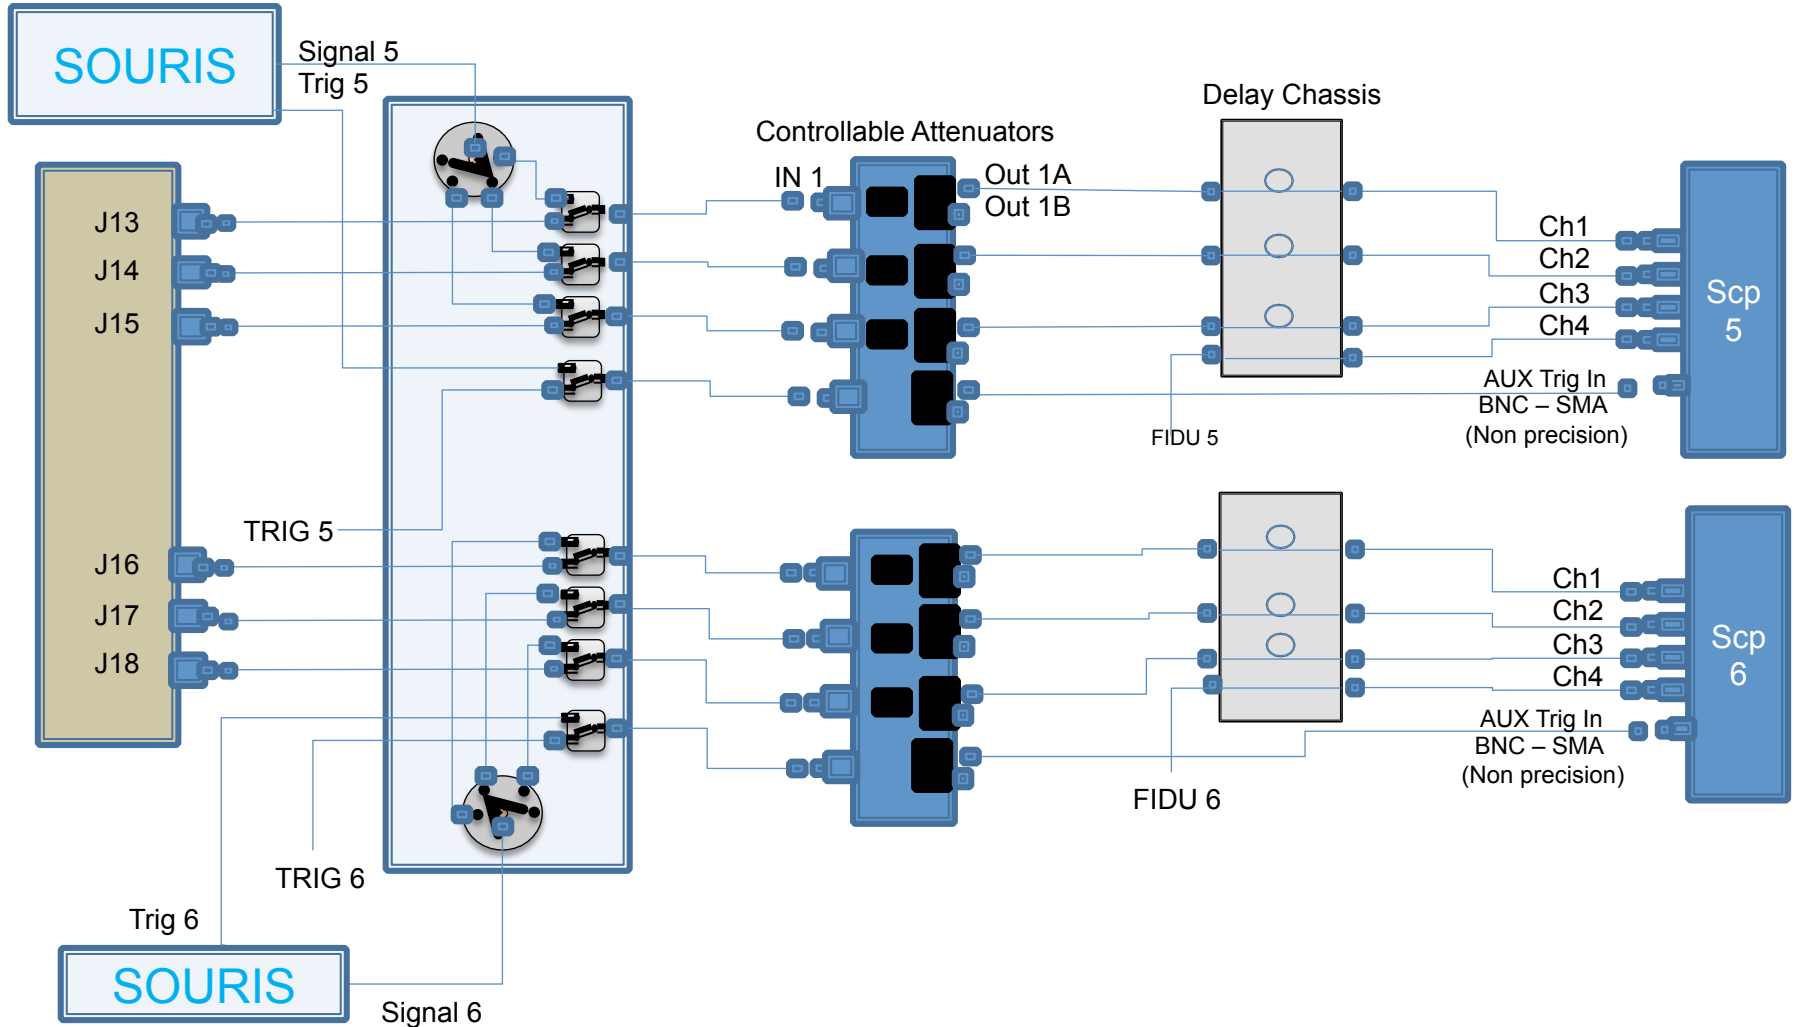 SOURIS
Signal 5
Trig 5
Delay Chassis
Controllable Attenuators
IN 1
Out 1A
Out 1B
J13
J14
J15
Ch1
Ch2
Ch3
Ch4
Scp
5
AUX Trig In
BNC – SMA
(Non precision)
FIDU 5
TRIG 5
J16
J17
J18
Ch1
Ch2
Ch3
Ch4
Scp
6
AUX Trig In
BNC – SMA
(Non precision)
FIDU 6
TRIG 6
Trig 6
SOURIS
Signal 6